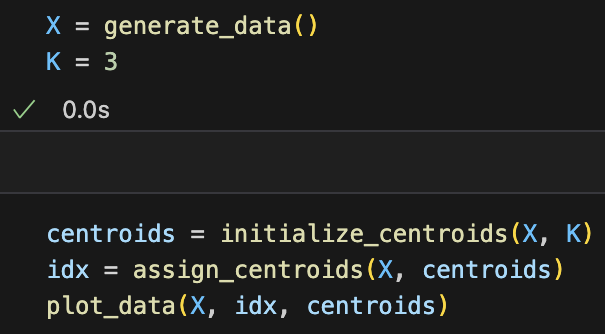 X = generate_data()
K = 3
✓ 0.0s
centroids = initialize_centroids(X, K)
idx = assign_centroids(X, centroids)
plot_data(X, idx, centroids)